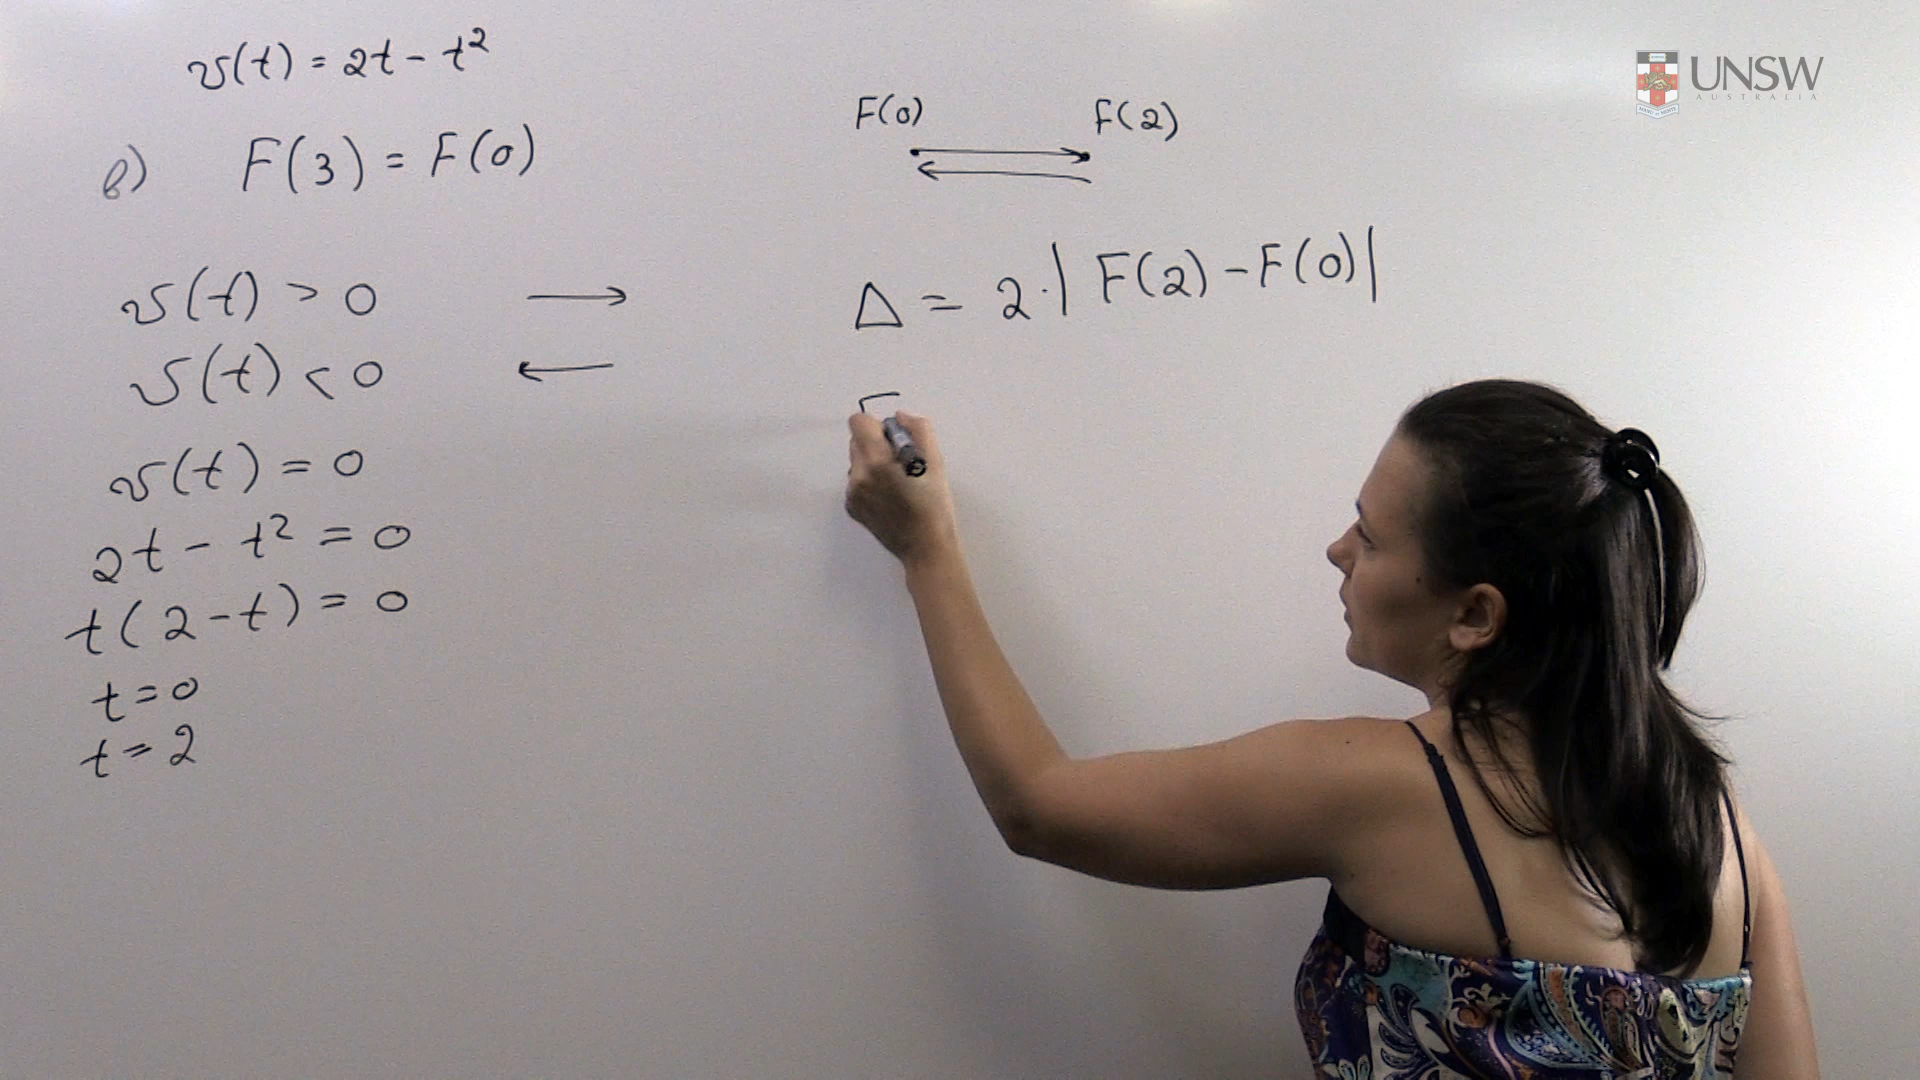 v(t) = 2t - t²
b) F(3) = F(0)
v(t) > 0 →
v(t) < 0 ←
v(t) = 0
2t - t² = 0
t(2-t) = 0
t = 0
t = 2
F(0) F(2)
Δ = 2·| F(2) - F(0)|
F
UNSW
AUSTRALIA